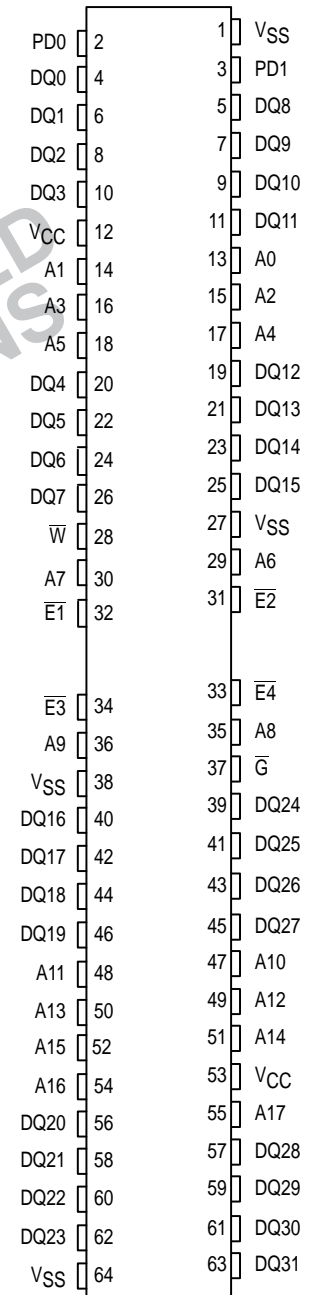 1 VSS
PD0 2
3 PD1
DQ0 4
5 DQ8
DQ1 6
7 DQ9
DQ2 8
9 DQ10
DQ3 10
11 DQ11
VCC 12
13 A0
A1 14
15 A2
A3 16
17 A4
A5 18
19 DQ12
DQ4 20
21 DQ13
DQ5 22
23 DQ14
DQ6 24
25 DQ15
DQ7 26
27 VSS
W̅ 28
29 A6
A7 30
31 E̅2̅
E̅1̅ 32
33 E̅4̅
E̅3̅ 34
35 A8
A9 36
37 G̅
VSS 38
39 DQ24
DQ16 40
41 DQ25
DQ17 42
43 DQ26
DQ18 44
45 DQ27
DQ19 46
47 A10
A11 48
49 A12
A13 50
51 A14
A15 52
53 VCC
A16 54
55 A17
DQ20 56
57 DQ28
DQ21 58
59 DQ29
DQ22 60
61 DQ30
DQ23 62
63 DQ31
VSS 64